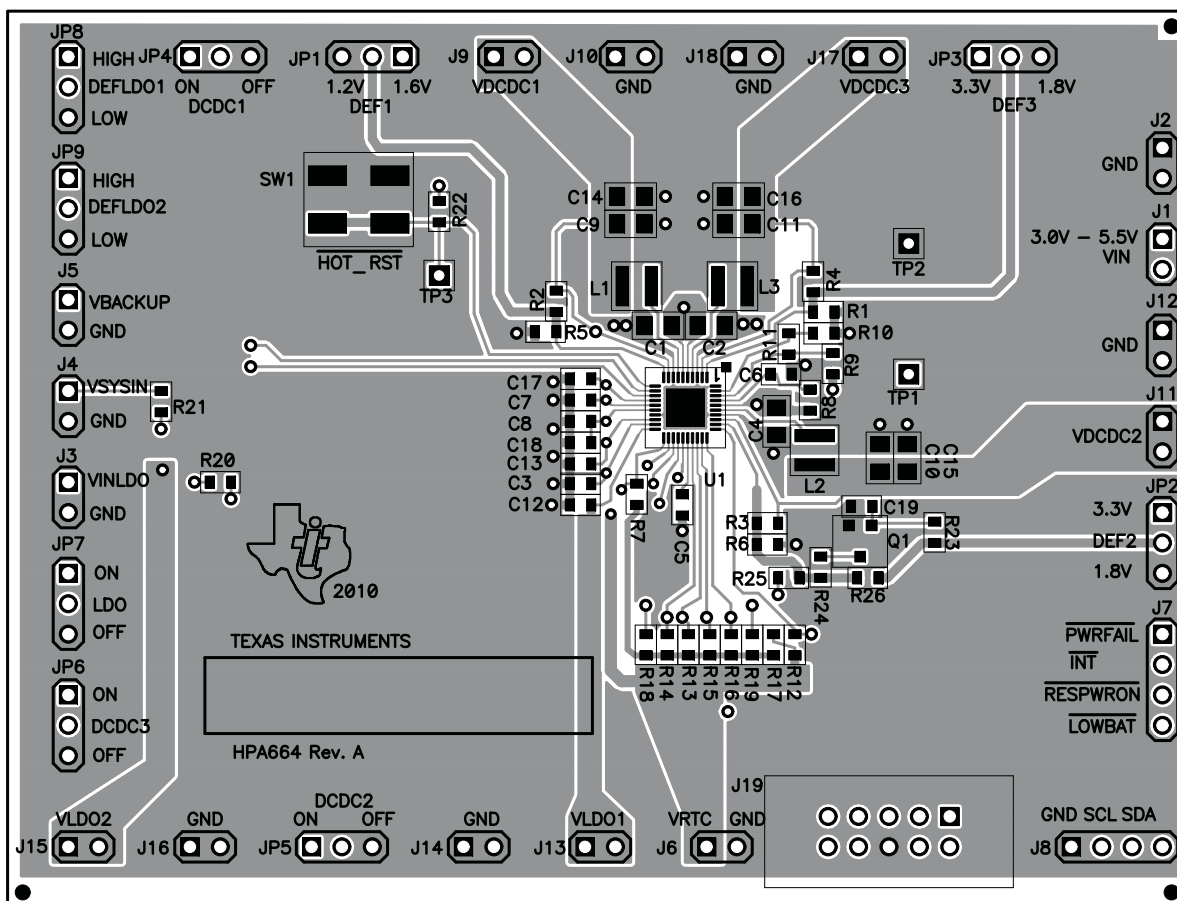 JP8
HIGH
DEFLDO1
LOW
JP4
ON
OFF
DCDC1
JP1
1.2V
1.6V
DEF1
J9
VDCDC1
J10
GND
J18
GND
J17
VDCDC3
JP3
3.3V
1.8V
DEF3
J2
GND
JP9
HIGH
DEFLDO2
LOW
SW1
HOT_RST
R22
TP3
C14
C9
C16
C11
TP2
J1
3.0V - 5.5V
VIN
J5
VBACKUP
GND
R2
R5
L1
L3
C1
C2
R4
R1
R10
R11
R9
C6
R8
TP1
J12
GND
J4
VSYSIN
GND
R21
C17
C7
C8
C18
C13
C3
C12
U1
C4
L2
C15
C10
J11
VDCDC2
J3
VINLDO
GND
R20
R7
C5
R3
R6
R25
R24
R26
C19
Q1
R23
JP2
3.3V
DEF2
1.8V
JP7
ON
LDO
OFF
2010
TEXAS INSTRUMENTS
R18
R14
R13
R15
R16
R19
R17
R12
J7
PWRFAIL
INT
RESPWRON
LOWBAT
JP6
ON
DCDC3
OFF
HPA664 Rev. A
J15
VLDO2
J16
GND
JP5
DCDC2
ON
OFF
J14
GND
J13
VLDO1
J6
VRTC
GND
J19
GND SCL SDA
J8